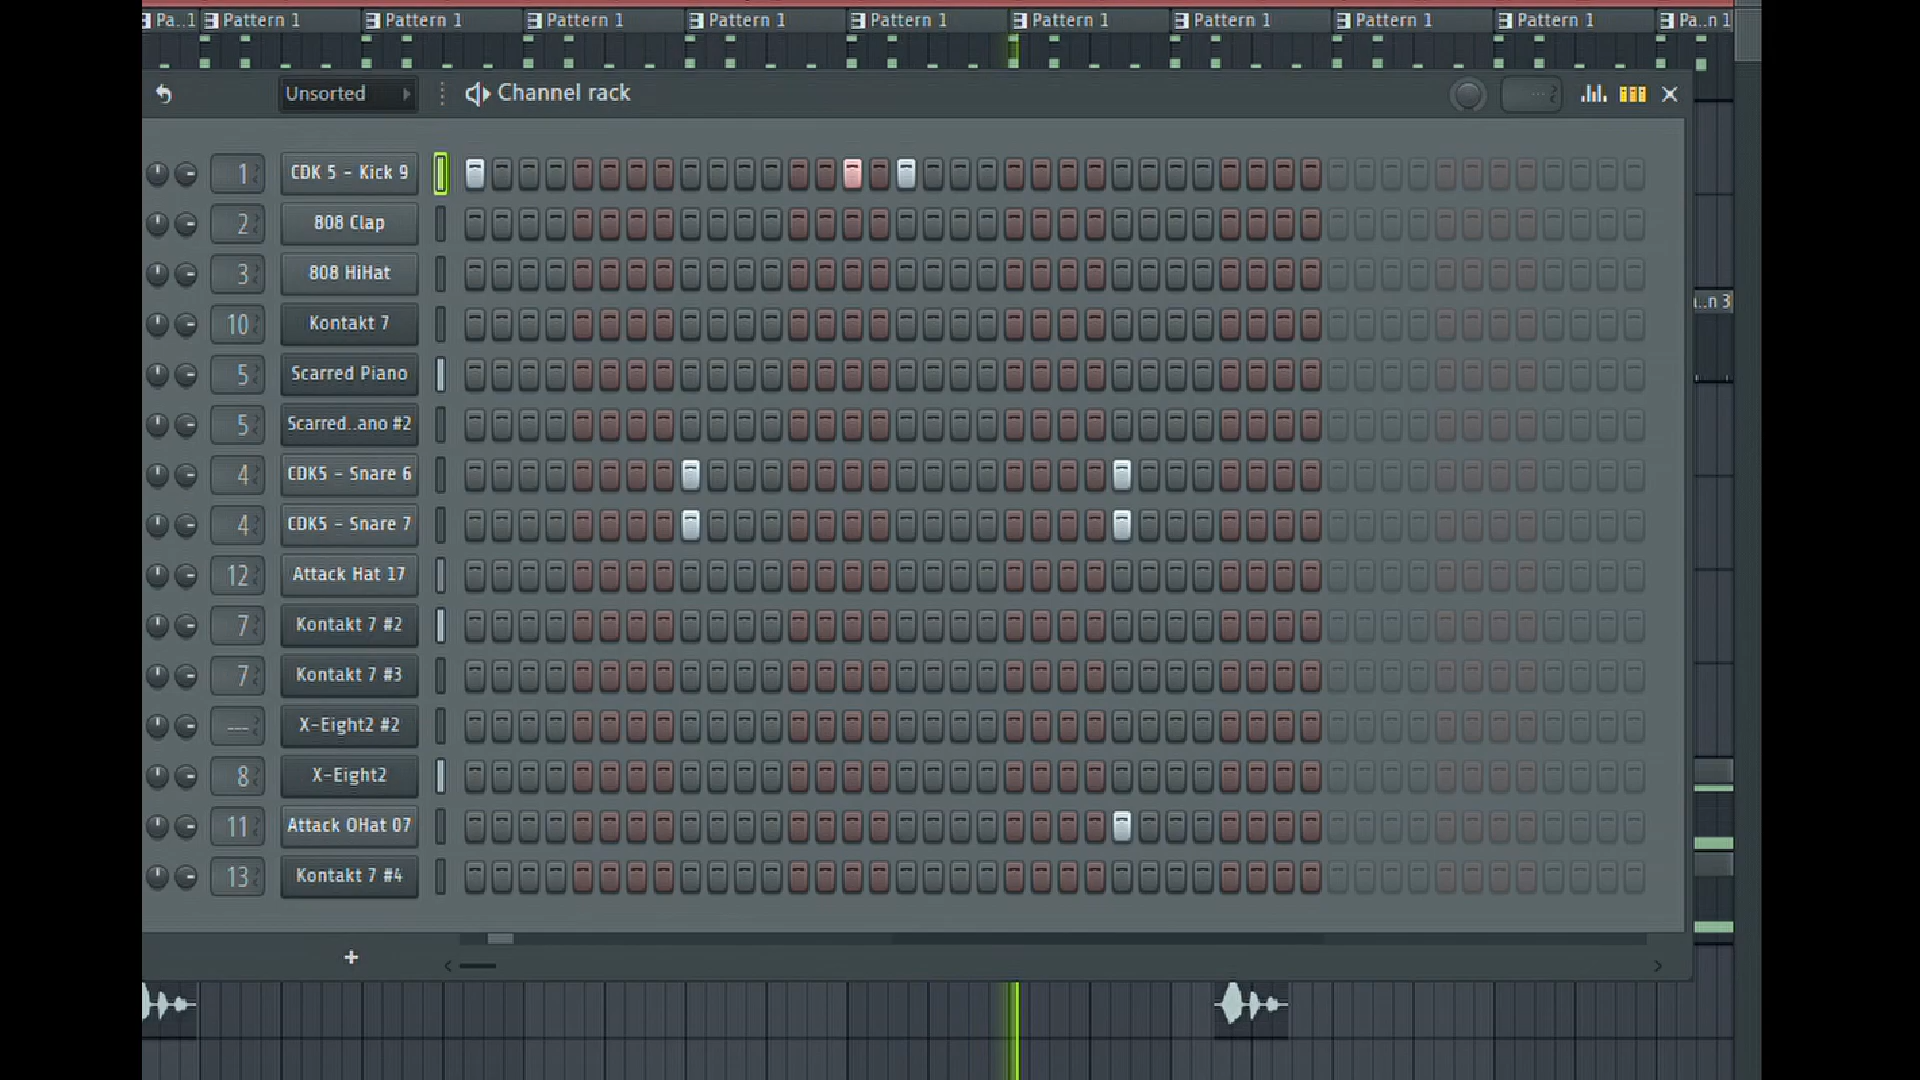 Pa..1 Pattern 1 Pattern 1 Pattern 1 Pattern 1 Pattern 1 Pattern 1 Pattern 1 Pattern 1 Pattern 1 Pa..n 1
Unsorted Channel rack
1 CDK 5 - Kick 9
2 808 Clap
3 808 HiHat
..n 3
10 Kontakt 7
5 Scarred Piano
5 Scarred..ano #2
4 CDK5 - Snare 6
4 CDK5 - Snare 7
12 Attack Hat 17
7 Kontakt 7 #2
7 Kontakt 7 #3
--- X-Eight2 #2
8 X-Eight2
11 Attack OHat 07
13 Kontakt 7 #4
+